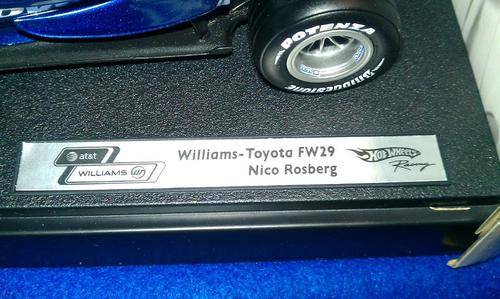 POTENZA
BRIDGESTONE
at&t
WILLIAMS
Williams-Toyota FW29
Nico Rosberg
HOT WHEELS
Racing